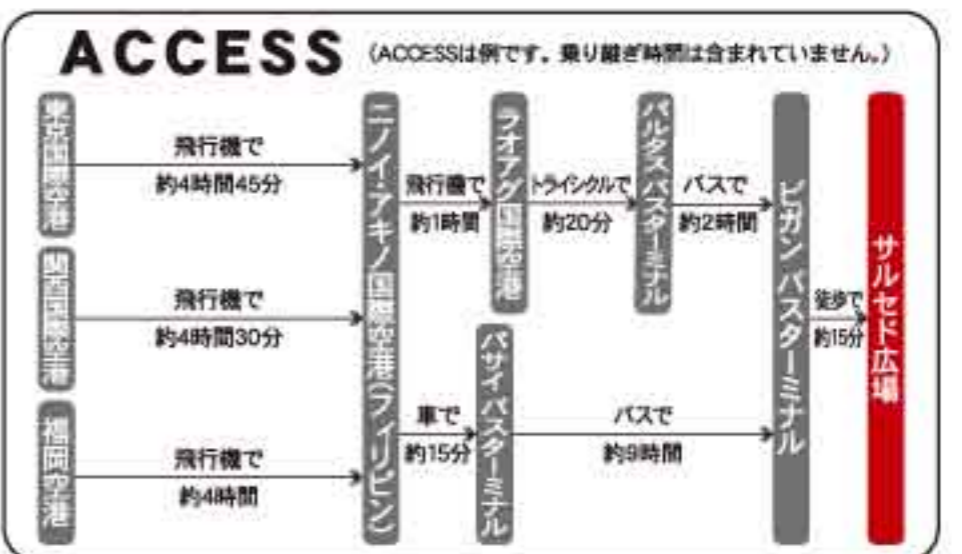 ACCESS (ACCESSは例です。乗り継ぎ時間は含まれていません。)
東京国際空港
飛行機で
約4時間45分
関西国際空港
飛行機で
約4時間30分
福岡空港
飛行機で
約4時間
ニノイ・アキノ国際空港(フィリピン)
飛行機で
約1時間
ラオアグ国際空港
トライシクルで
約20分
パルタスバスターミナル
バスで
約2時間
車で
約15分
パサイ バスターミナル
バスで
約9時間
ビガン バスターミナル
徒歩で
約15分
サルセド広場